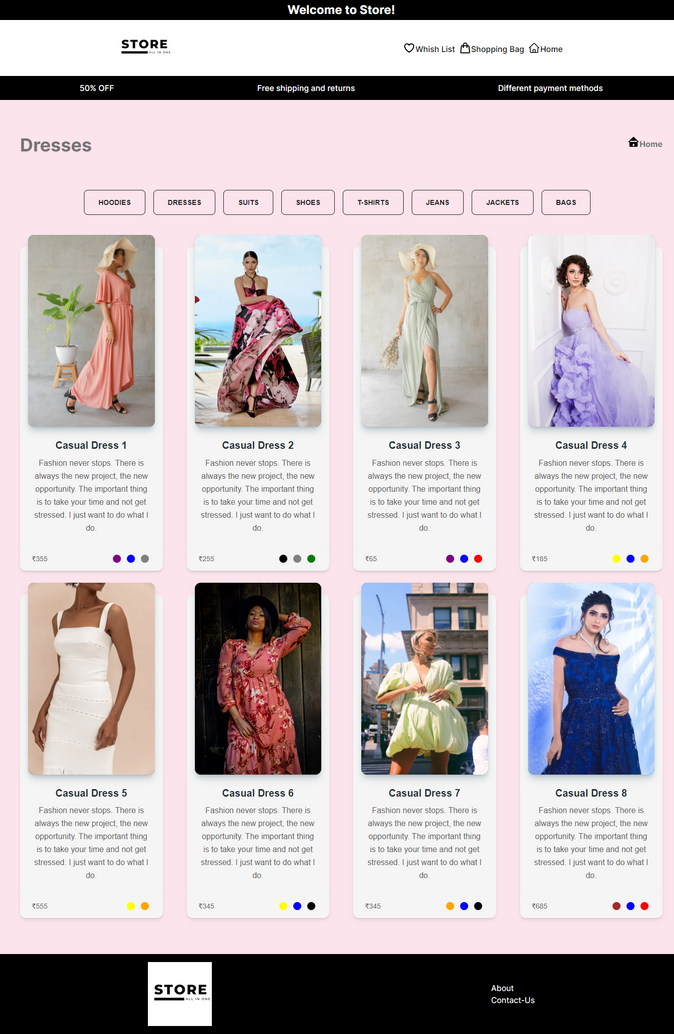 Welcome to Store!
STORE
ALL IN ONE
Whish List Shopping Bag Home
50% OFF Free shipping and returns Different payment methods
Dresses
Home
HOODIES DRESSES SUITS SHOES T-SHIRTS JEANS JACKETS BAGS
Casual Dress 1
Fashion never stops. There is
always the new project, the new
opportunity. The important thing
is to take your time and not get
stressed. I just want to do what I
do.
₹355
Casual Dress 2
Fashion never stops. There is
always the new project, the new
opportunity. The important thing
is to take your time and not get
stressed. I just want to do what I
do.
₹255
Casual Dress 3
Fashion never stops. There is
always the new project, the new
opportunity. The important thing
is to take your time and not get
stressed. I just want to do what I
do.
₹65
Casual Dress 4
Fashion never stops. There is
always the new project, the new
opportunity. The important thing
is to take your time and not get
stressed. I just want to do what I
do.
₹185
Casual Dress 5
Fashion never stops. There is
always the new project, the new
opportunity. The important thing
is to take your time and not get
stressed. I just want to do what I
do.
₹555
Casual Dress 6
Fashion never stops. There is
always the new project, the new
opportunity. The important thing
is to take your time and not get
stressed. I just want to do what I
do.
₹345
Casual Dress 7
Fashion never stops. There is
always the new project, the new
opportunity. The important thing
is to take your time and not get
stressed. I just want to do what I
do.
₹345
Casual Dress 8
Fashion never stops. There is
always the new project, the new
opportunity. The important thing
is to take your time and not get
stressed. I just want to do what I
do.
₹685
STORE
ALL IN ONE
About
Contact-Us